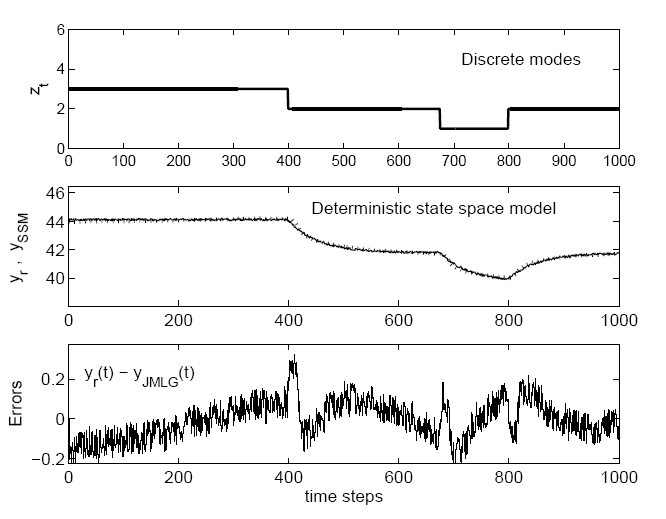 6
4
2
0
z_t
Discrete modes
0 100 200 300 400 500 600 700 800 900 1000
46
44
42
40
y_r , y_SSM
Deterministic state space model
0 200 400 600 800 1000
0.2
0
−0.2
Errors
y_r(t) − y_JMLG(t)
0 200 400 600 800 1000
time steps